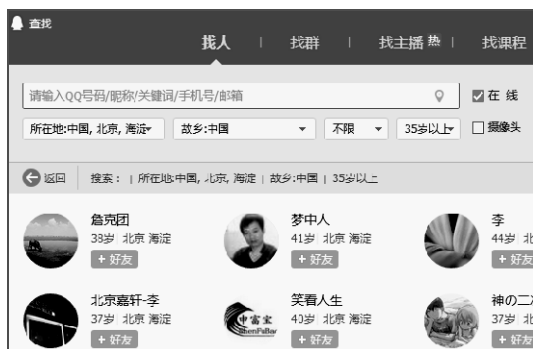 查找
找人 | 找群 | 找主播 热 | 找课程
请输入QQ号码/昵称/关键词/手机号/邮箱
在 线
所在地:中国, 北京, 海淀 故乡:中国 不限 35岁以上 摄像头
返回 搜索： | 所在地:中国, 北京, 海淀 | 故乡:中国 | 35岁以上
詹克团 梦中人 李
38岁 北京 海淀 41岁 北京 海淀 44岁
+ 好友 + 好友 + 好友
北京嘉轩-李 笑看人生
37岁 北京 海淀 中富宝 40岁 北京 海淀 37岁
+ 好友 + 好友 + 好友